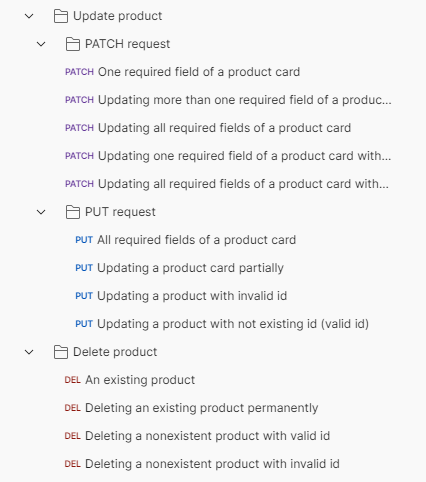 Update product
PATCH request
PATCH One required field of a product card
PATCH Updating more than one required field of a produc...
PATCH Updating all required fields of a product card
PATCH Updating one required field of a product card with...
PATCH Updating all required fields of a product card with...
PUT request
PUT All required fields of a product card
PUT Updating a product card partially
PUT Updating a product with invalid id
PUT Updating a product with not existing id (valid id)
Delete product
DEL An existing product
DEL Deleting an existing product permanently
DEL Deleting a nonexistent product with valid id
DEL Deleting a nonexistent product with invalid id